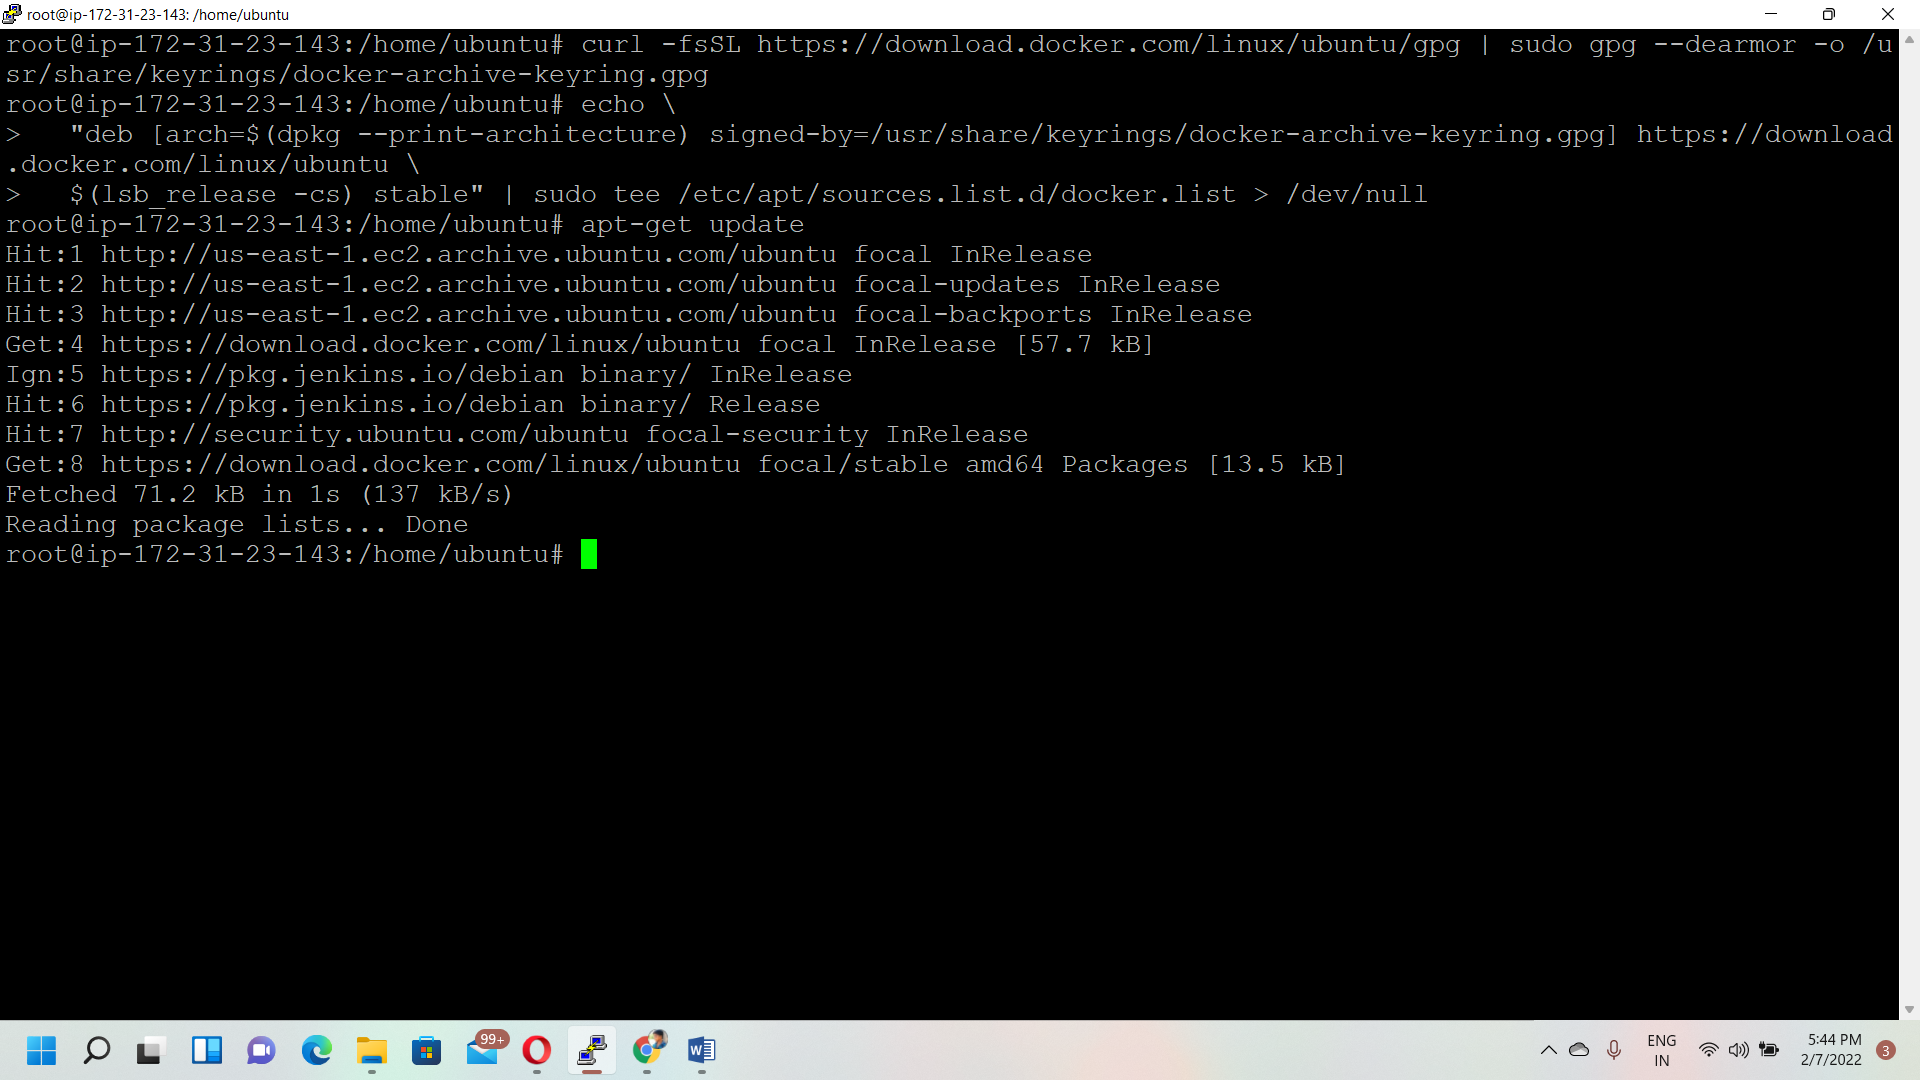 root@ip-172-31-23-143: /home/ubuntu
root@ip-172-31-23-143:/home/ubuntu# curl -fsSL https://download.docker.com/linux/ubuntu/gpg | sudo gpg --dearmor -o /u
sr/share/keyrings/docker-archive-keyring.gpg
root@ip-172-31-23-143:/home/ubuntu# echo \
>   "deb [arch=$(dpkg --print-architecture) signed-by=/usr/share/keyrings/docker-archive-keyring.gpg] https://download
.docker.com/linux/ubuntu \
>   $(lsb_release -cs) stable" | sudo tee /etc/apt/sources.list.d/docker.list > /dev/null
root@ip-172-31-23-143:/home/ubuntu# apt-get update
Hit:1 http://us-east-1.ec2.archive.ubuntu.com/ubuntu focal InRelease
Hit:2 http://us-east-1.ec2.archive.ubuntu.com/ubuntu focal-updates InRelease
Hit:3 http://us-east-1.ec2.archive.ubuntu.com/ubuntu focal-backports InRelease
Get:4 https://download.docker.com/linux/ubuntu focal InRelease [57.7 kB]
Ign:5 https://pkg.jenkins.io/debian binary/ InRelease
Hit:6 https://pkg.jenkins.io/debian binary/ Release
Hit:7 http://security.ubuntu.com/ubuntu focal-security InRelease
Get:8 https://download.docker.com/linux/ubuntu focal/stable amd64 Packages [13.5 kB]
Fetched 71.2 kB in 1s (137 kB/s)
Reading package lists... Done
root@ip-172-31-23-143:/home/ubuntu#
99+
ENG
IN
5:44 PM
2/7/2022
3